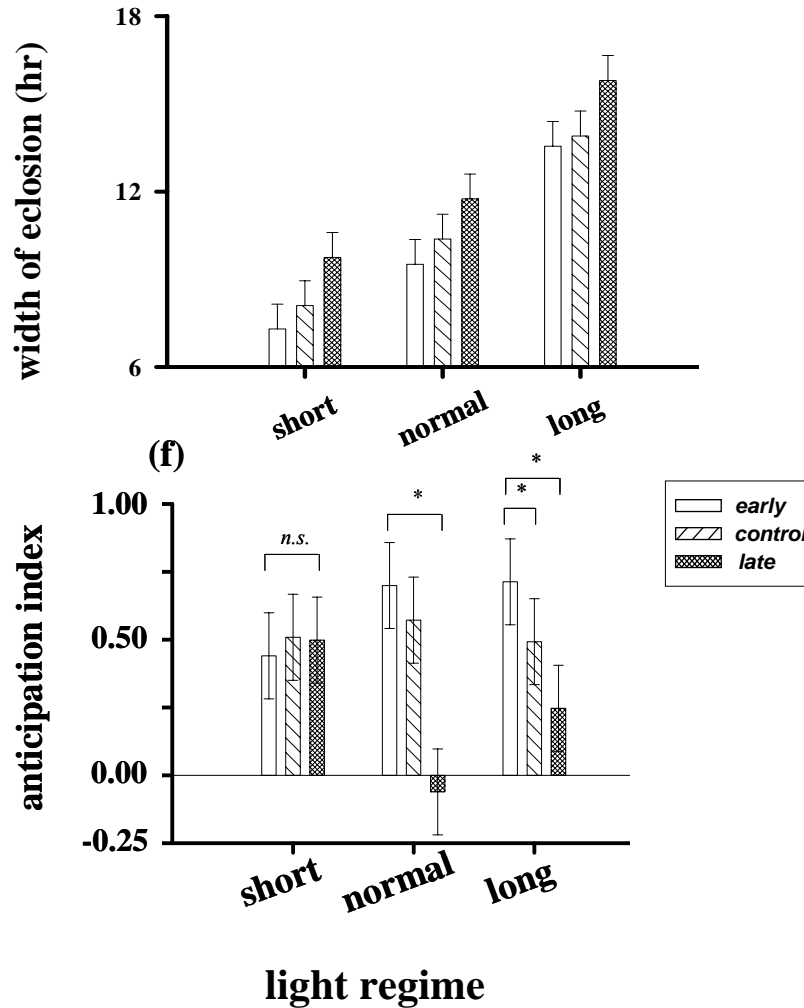 18
12
6
width of eclosion (hr)
short
normal
long
(f)
*
*
*
n.s.
1.00
0.50
0.00
-0.25
anticipation index
early
control
late
short
normal
long
light regime